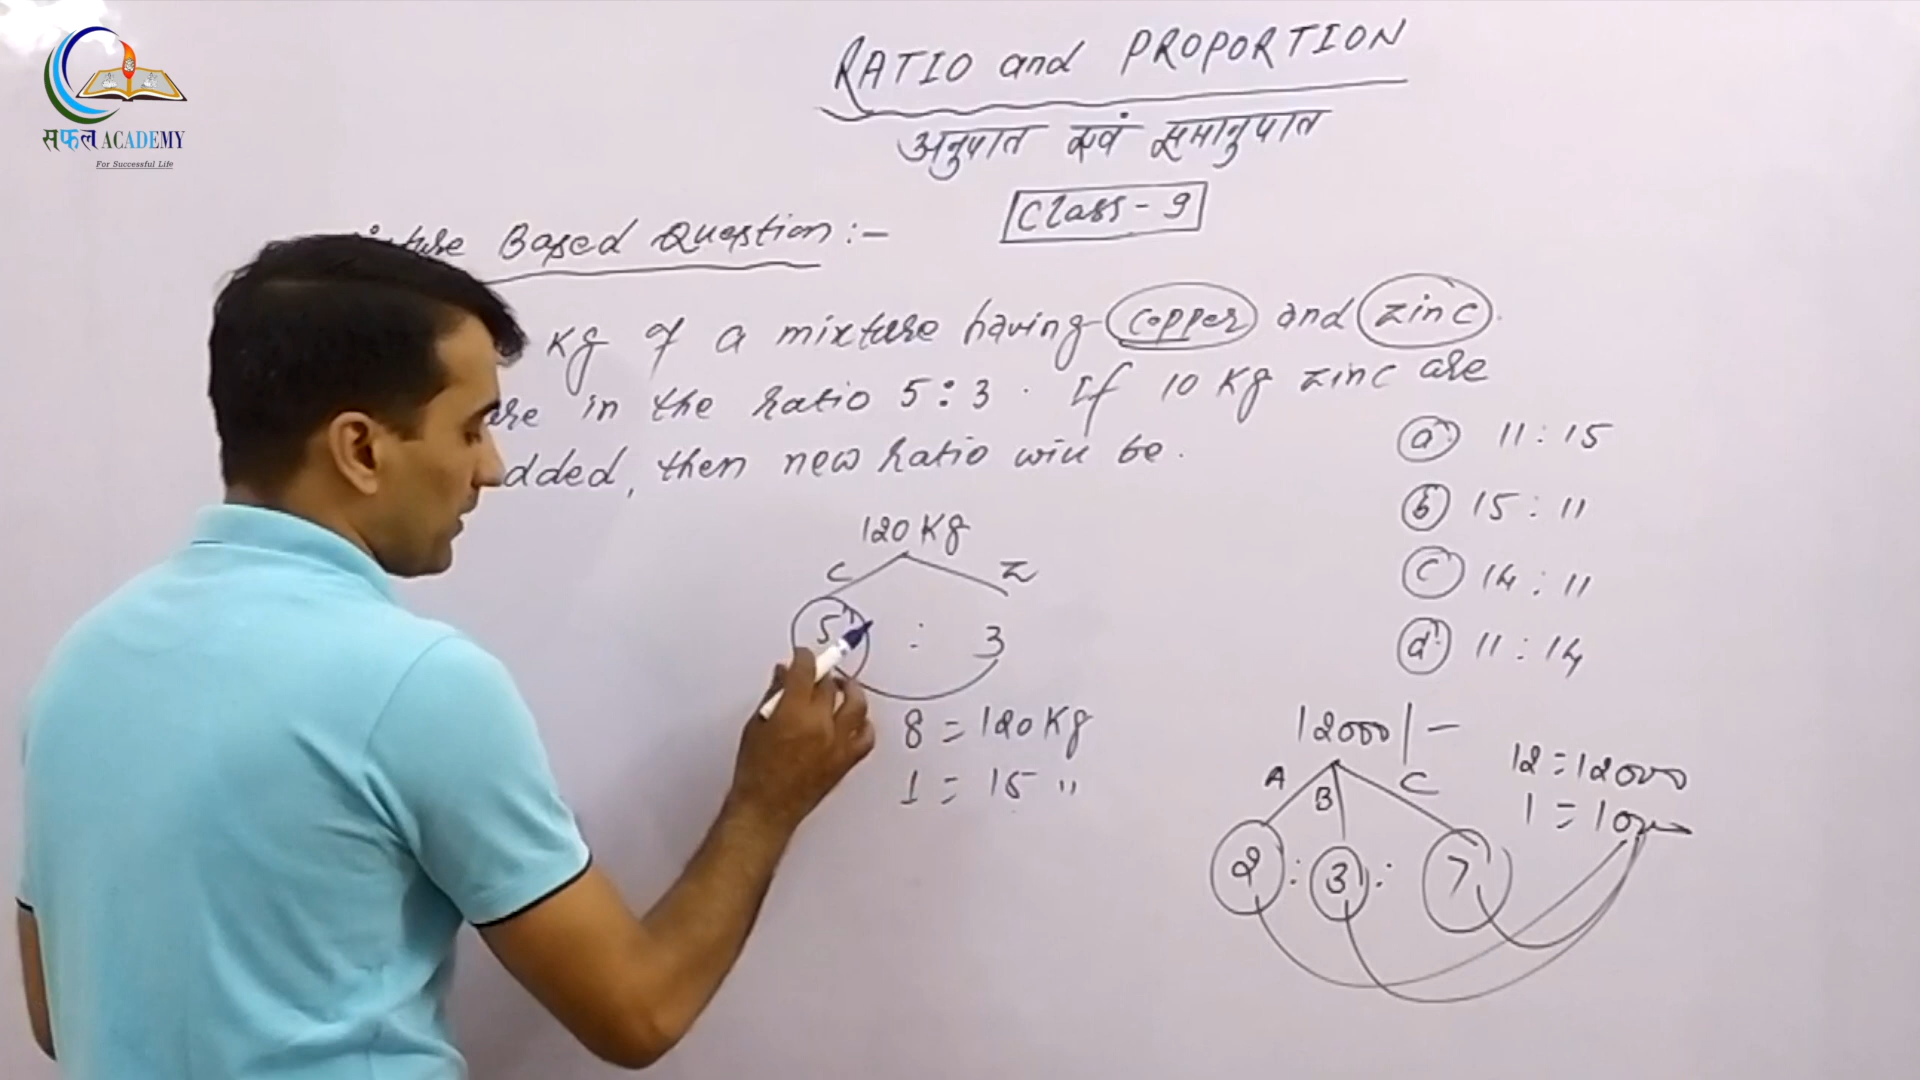 सफल ACADEMY
For Successful Life
RATIO and PROPORTION
अनुपात एवं समानुपात
Class - 9
Based Question :-
Kg of a mixture having copper and zinc
are in the ratio 5:3. If 10 Kg zinc are
then new ratio will be.
(a) 11 : 15
(b) 15 : 11
(c) 14 : 11
(d) 11 : 14
120 Kg
C Z
5 : 3
8 = 120 Kg
1 = 15 "
12000/-
A B C
2 : 3 : 7
12 = 12000
1 = 1000